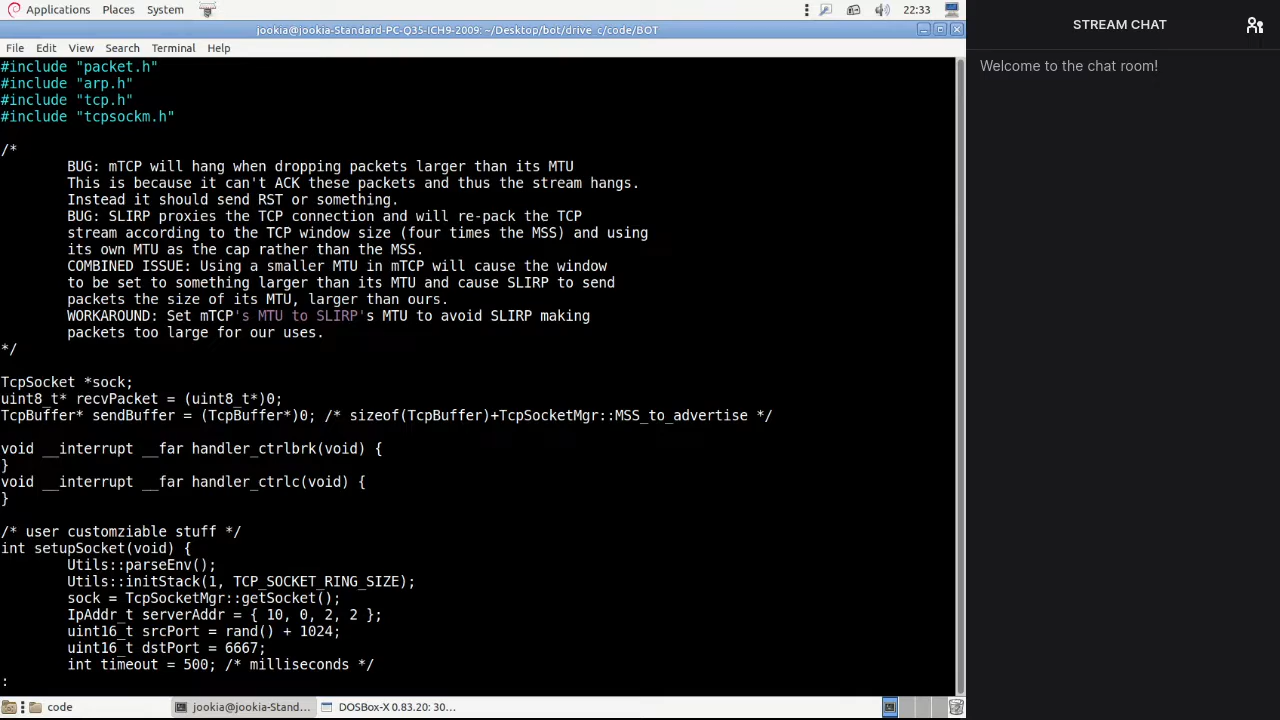 Applications Places System 22:33
jookia@jookia-Standard-PC-Q35-ICH9-2009: ~/Desktop/bot/drive_c/code/BOT
File Edit View Search Terminal Help
STREAM CHAT
Welcome to the chat room!
#include "packet.h"
#include "arp.h"
#include "tcp.h"
#include "tcpsockm.h"
/*
BUG: mTCP will hang when dropping packets larger than its MTU
This is because it can't ACK these packets and thus the stream hangs.
Instead it should send RST or something.
BUG: SLIRP proxies the TCP connection and will re-pack the TCP
stream according to the TCP window size (four times the MSS) and using
its own MTU as the cap rather than the MSS.
COMBINED ISSUE: Using a smaller MTU in mTCP will cause the window
to be set to something larger than its MTU and cause SLIRP to send
packets the size of its MTU, larger than ours.
WORKAROUND: Set mTCP's MTU to SLIRP's MTU to avoid SLIRP making
packets too large for our uses.
*/
TcpSocket *sock;
uint8_t* recvPacket = (uint8_t*)0;
TcpBuffer* sendBuffer = (TcpBuffer*)0; /* sizeof(TcpBuffer)+TcpSocketMgr::MSS_to_advertise */
void __interrupt __far handler_ctrlbrk(void) {
}
void __interrupt __far handler_ctrlc(void) {
}
/* user customziable stuff */
int setupSocket(void) {
Utils::parseEnv();
Utils::initStack(1, TCP_SOCKET_RING_SIZE);
sock = TcpSocketMgr::getSocket();
IpAddr_t serverAddr = { 10, 0, 2, 2 };
uint16_t srcPort = rand() + 1024;
uint16_t dstPort = 6667;
int timeout = 500; /* milliseconds */
:
code jookia@jookia-Stand... DOSBox-X 0.83.20: 30...